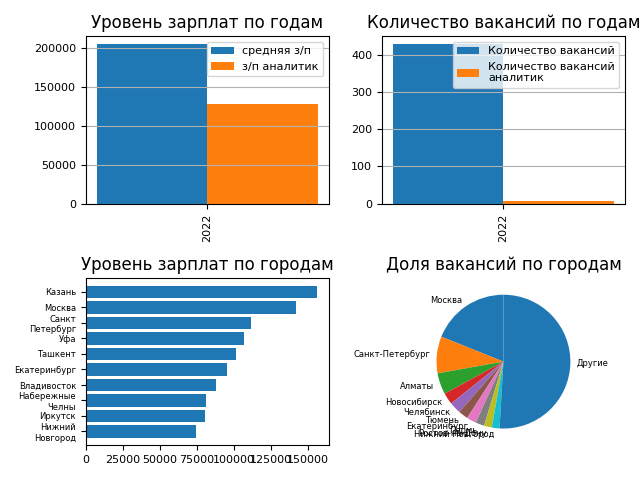 Уровень зарплат по годам
200000
150000
100000
50000
0
средняя з/п
з/п аналитик
2022
Количество вакансий по годам
400
300
200
100
0
Количество вакансий
Количество вакансий
аналитик
2022
Уровень зарплат по городам
Казань
Москва
Санкт
Петербург
Уфа
Ташкент
Екатеринбург
Владивосток
Набережные
Челны
Иркутск
Нижний
Новгород
0
25000
50000
75000
100000
125000
150000
Доля вакансий по городам
Москва
Санкт-Петербург
Алматы
Новосибирск
Челябинск
Тюмень
Екатеринбург
Нижний Новгород
Другие